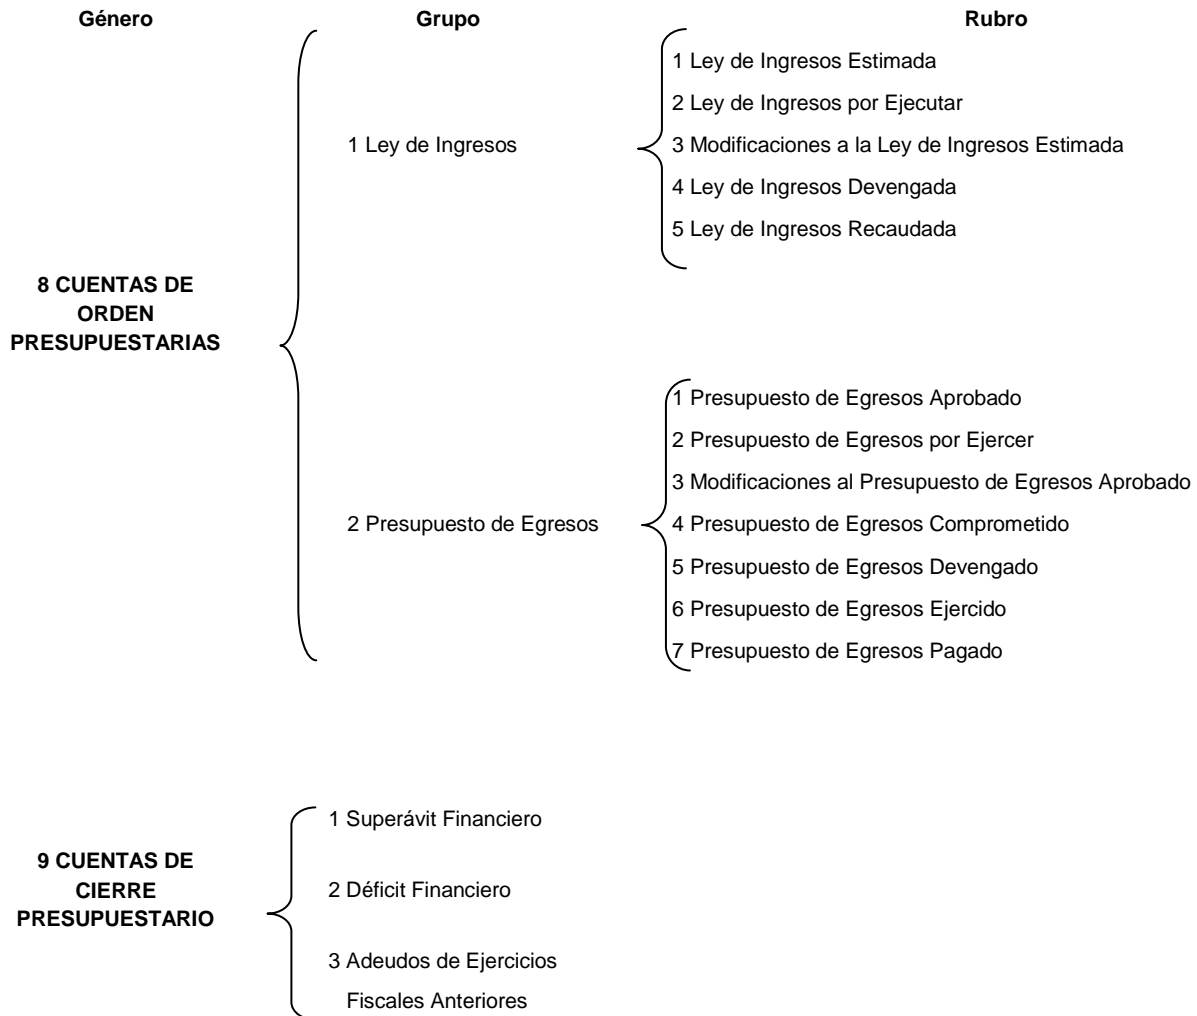 Género Grupo Rubro
1 Ley de Ingresos Estimada
2 Ley de Ingresos por Ejecutar
1 Ley de Ingresos
3 Modificaciones a la Ley de Ingresos Estimada
4 Ley de Ingresos Devengada
5 Ley de Ingresos Recaudada
8 CUENTAS DE
ORDEN
PRESUPUESTARIAS
1 Presupuesto de Egresos Aprobado
2 Presupuesto de Egresos por Ejercer
3 Modificaciones al Presupuesto de Egresos Aprobado
2 Presupuesto de Egresos
4 Presupuesto de Egresos Comprometido
5 Presupuesto de Egresos Devengado
6 Presupuesto de Egresos Ejercido
7 Presupuesto de Egresos Pagado
9 CUENTAS DE
CIERRE
PRESUPUESTARIO
1 Superávit Financiero
2 Déficit Financiero
3 Adeudos de Ejercicios
Fiscales Anteriores